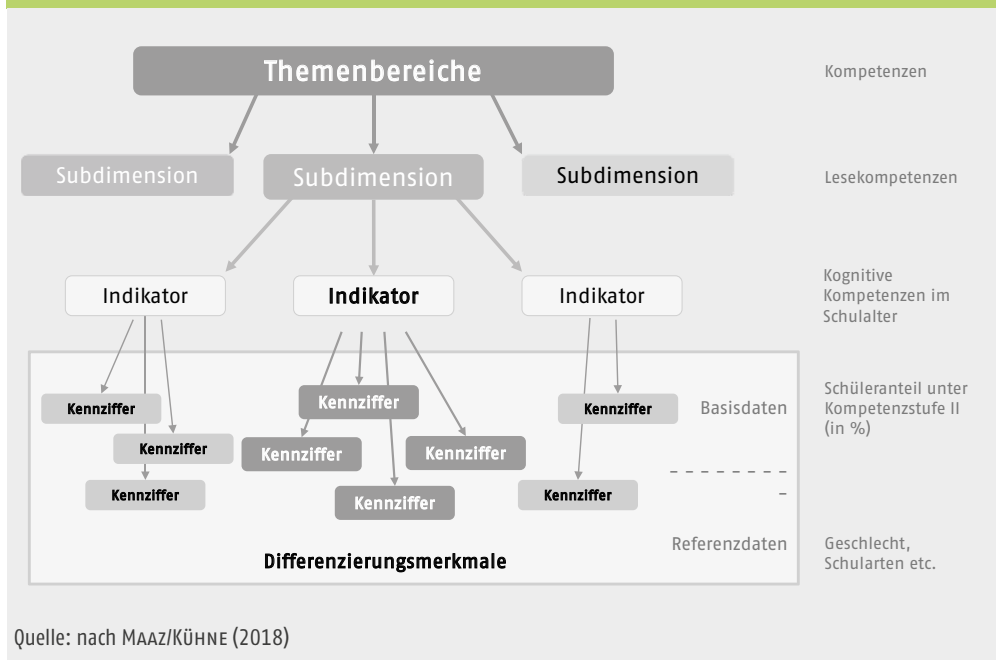 Themenbereiche
Kompetenzen
Subdimension
Subdimension
Subdimension
Lesekompetenzen
Indikator
Indikator
Indikator
Kognitive
Kompetenzen im
Schulalter
Kennziffer
Kennziffer
Kennziffer
Kennziffer
Kennziffer
Kennziffer
Kennziffer
Kennziffer
Kennziffer
Basisdaten
Schüleranteil unter
Kompetenzstufe II
(in %)
Referenzdaten
Geschlecht,
Schularten etc.
Differenzierungsmerkmale
Quelle: nach MAAZ/KÜHNE (2018)